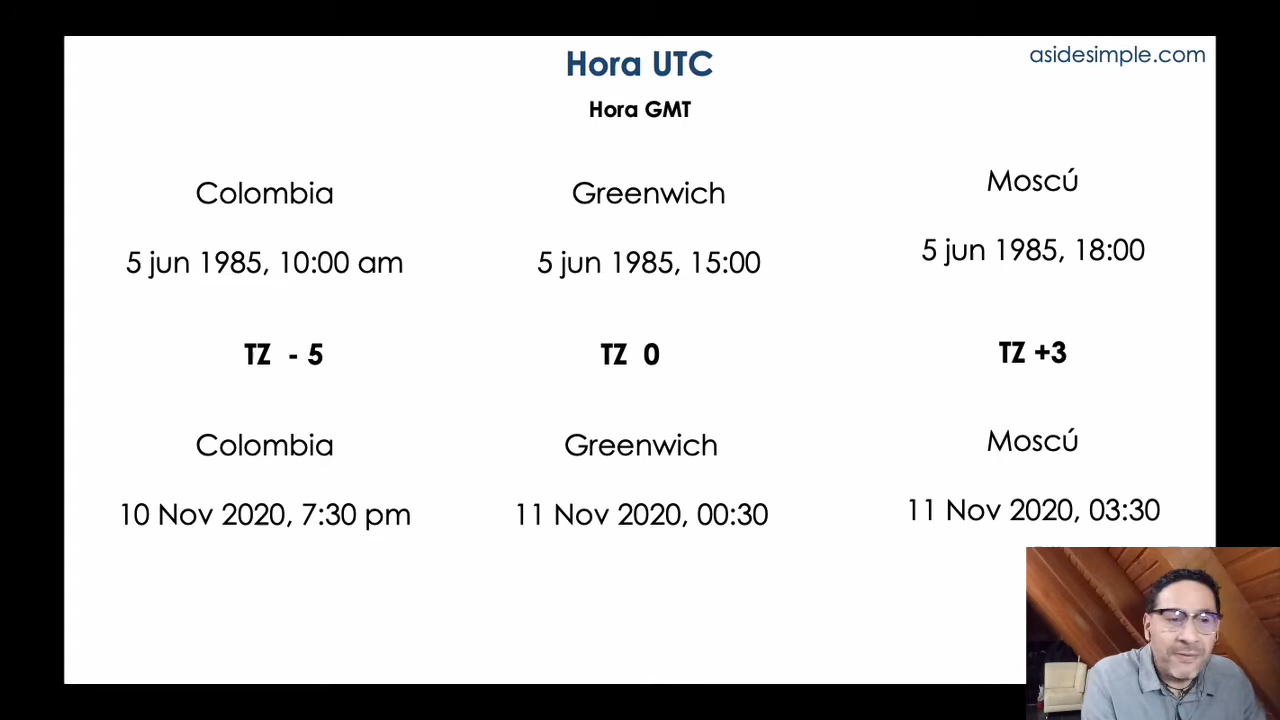 Hora UTC
asidesimple.com
Hora GMT
Colombia
Greenwich
Moscú
5 jun 1985, 10:00 am
5 jun 1985, 15:00
5 jun 1985, 18:00
TZ - 5
TZ 0
TZ +3
Colombia
Greenwich
Moscú
10 Nov 2020, 7:30 pm
11 Nov 2020, 00:30
11 Nov 2020, 03:30